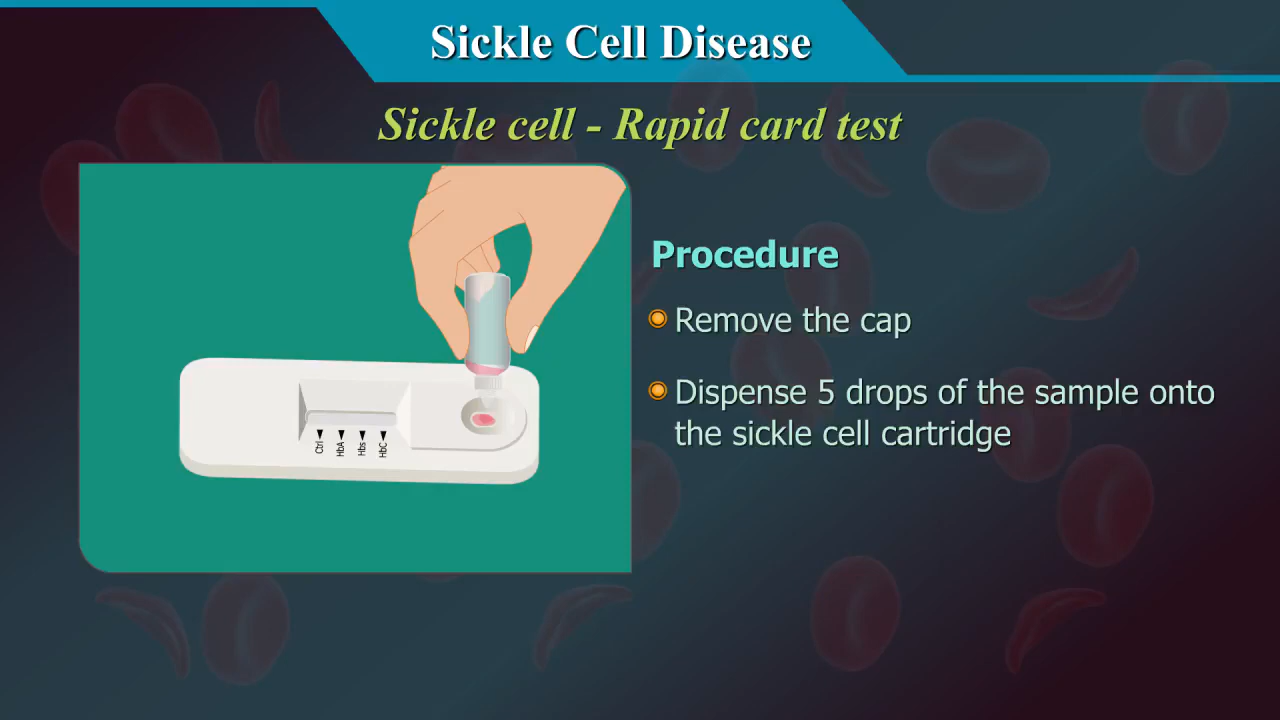 Sickle Cell Disease
Sickle cell - Rapid card test
Procedure
Remove the cap
Dispense 5 drops of the sample onto
the sickle cell cartridge
Ctrl
HbA
Hbs
HbC